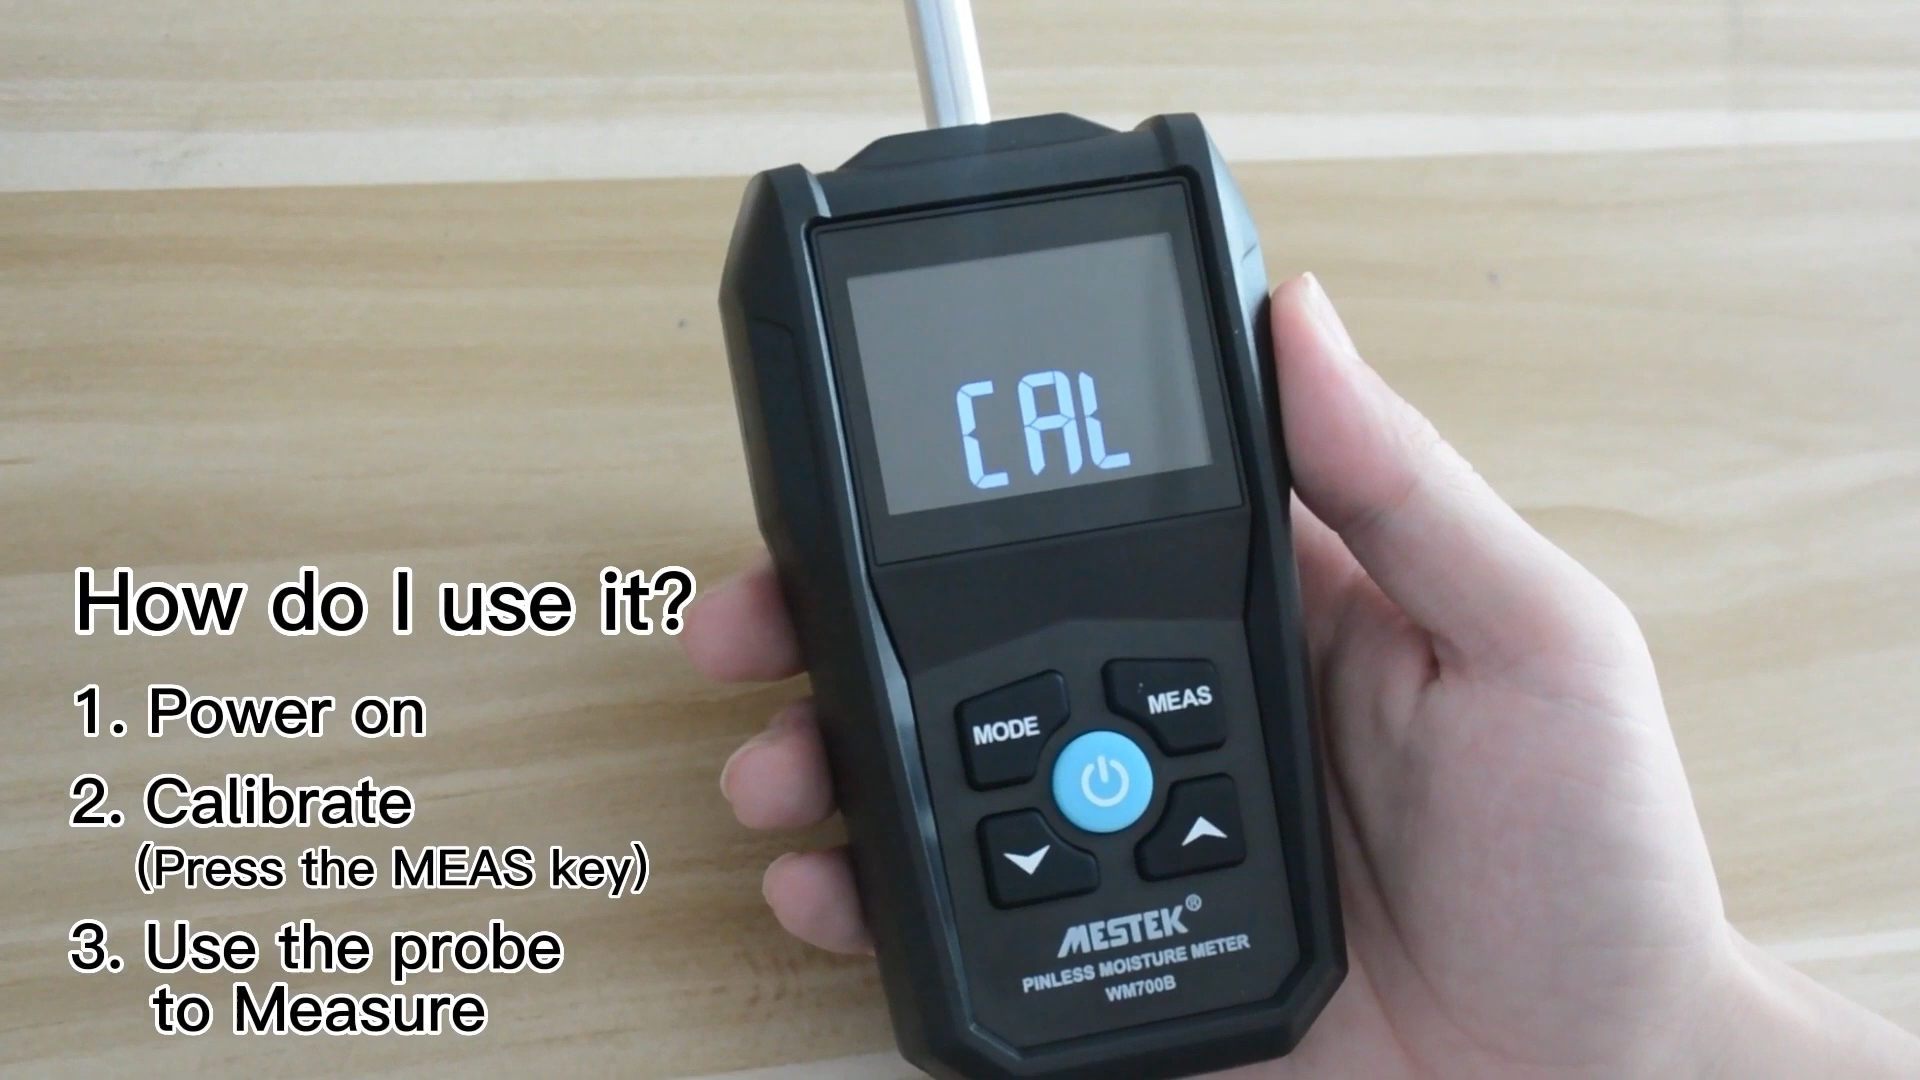 CAL
How do I use it?
1. Power on
2. Calibrate
(Press the MEAS key)
3. Use the probe
to Measure
MODE
MEAS
MESTEK®
PINLESS MOISTURE METER
WM700B